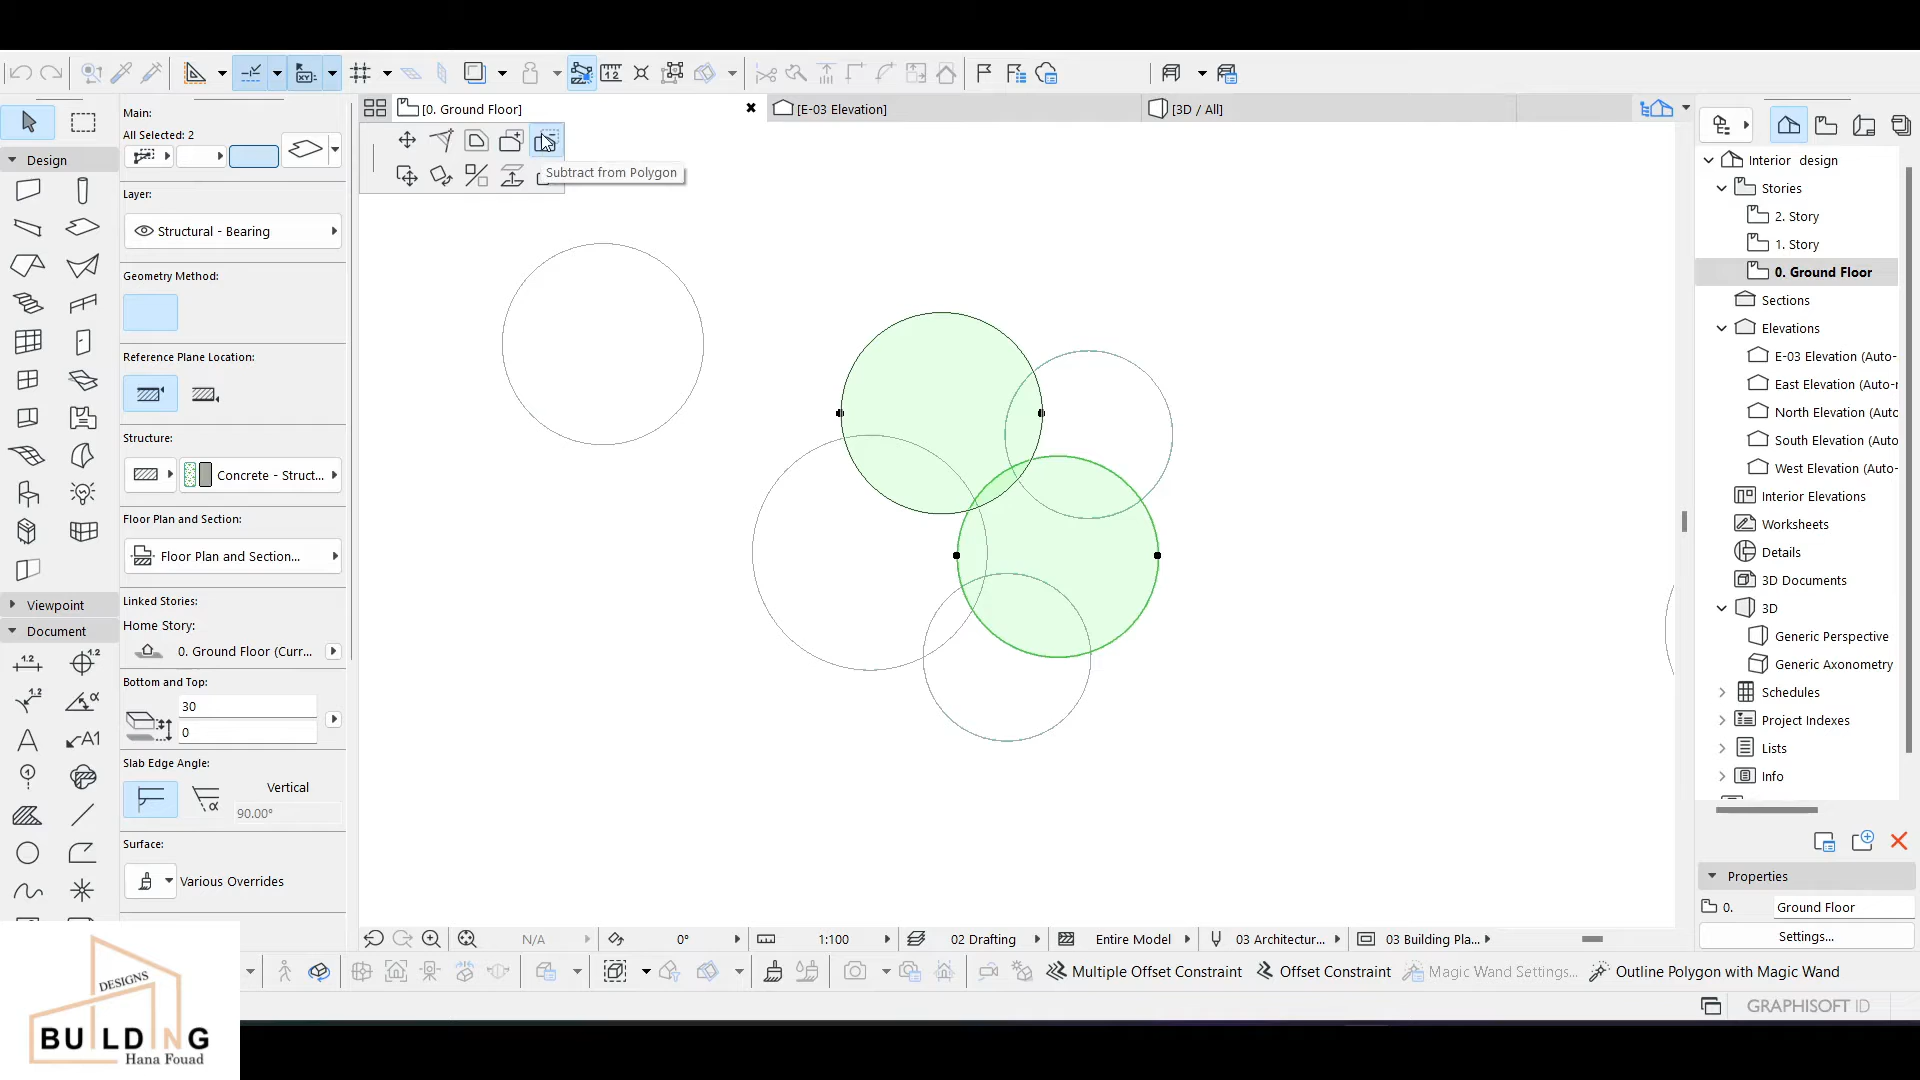 [0. Ground Floor]
[E-03 Elevation]
[3D / All]
Main:
All Selected: 2
Subtract from Polygon
Design
Layer:
Structural - Bearing
Geometry Method:
Reference Plane Location:
Structure:
Concrete - Struct...
Floor Plan and Section:
Floor Plan and Section...
Linked Stories:
Home Story:
0. Ground Floor (Curr...
Bottom and Top:
30
0
Slab Edge Angle:
Vertical
90.00°
Surface:
Various Overrides
Viewpoint
Document
Interior design
Stories
2. Story
1. Story
0. Ground Floor
Sections
Elevations
E-03 Elevation (Auto-
East Elevation (Auto-r
North Elevation (Auto
South Elevation (Auto
West Elevation (Auto-
Interior Elevations
Worksheets
Details
3D Documents
3D
Generic Perspective
Generic Axonometry
Schedules
Project Indexes
Lists
Info
Properties
0.
Ground Floor
Settings...
N/A
0°
1:100
02 Drafting
Entire Model
03 Architectur...
03 Building Pla...
Multiple Offset Constraint
Offset Constraint
Magic Wand Settings...
Outline Polygon with Magic Wand
GRAPHISOFT ID
DESIGNS
BUILDING
Hana Fouad